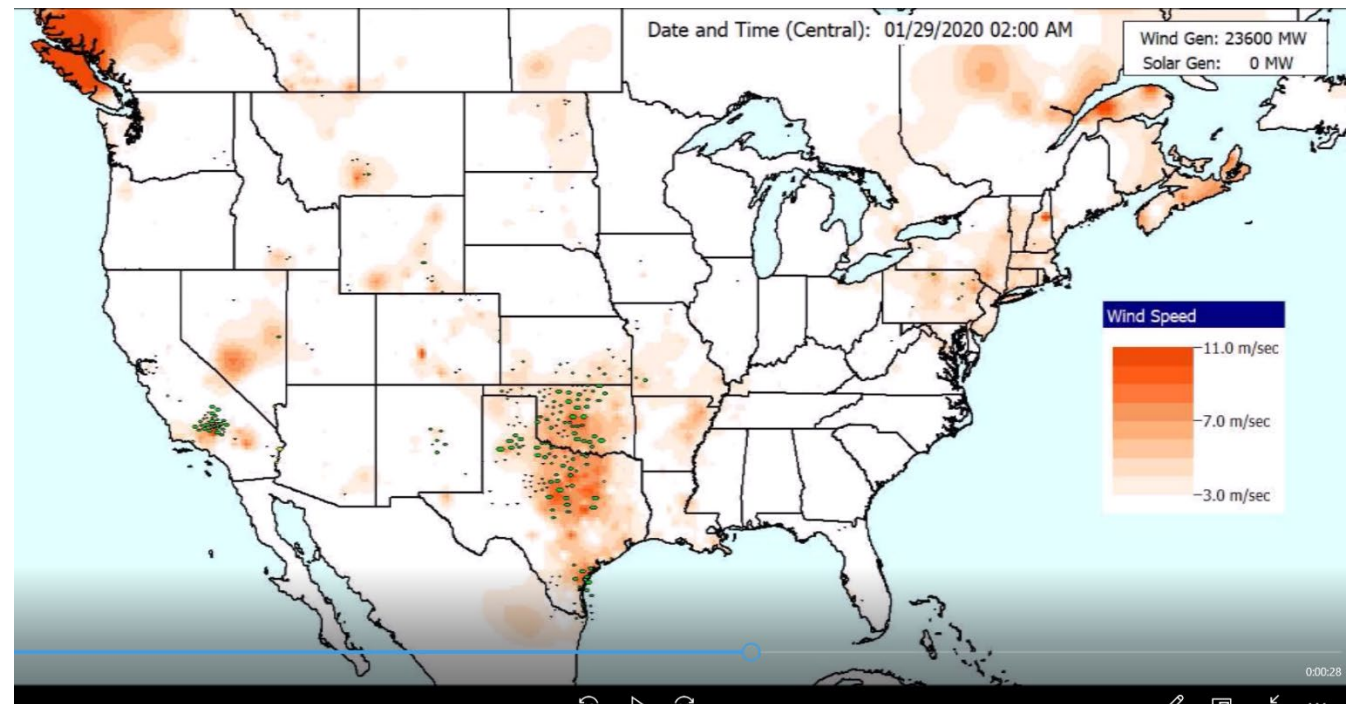 Date and Time (Central): 01/29/2020 02:00 AM
Wind Gen: 23600 MW
Solar Gen: 0 MW
Wind Speed
11.0 m/sec
7.0 m/sec
3.0 m/sec
0:00:28